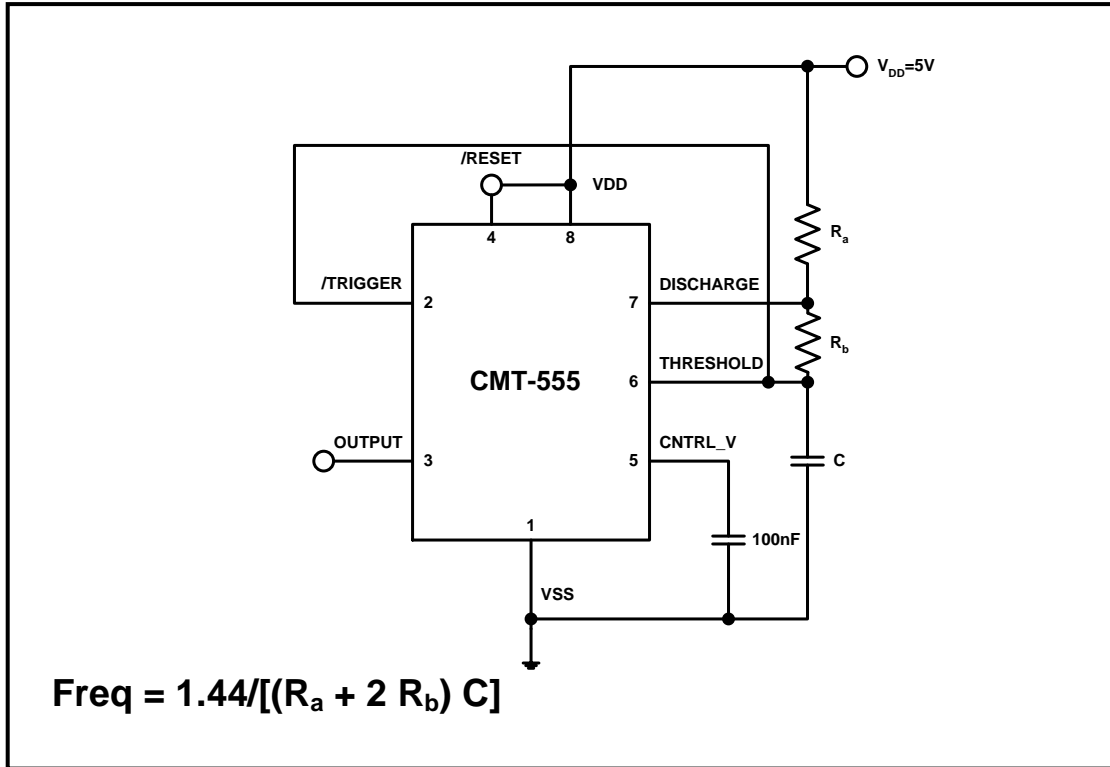 V_DD=5V
/RESET
VDD
4
8
R_a
/TRIGGER
2
7
DISCHARGE
R_b
THRESHOLD
CMT-555
6
OUTPUT
3
5
CNTRL_V
C
1
100nF
VSS
Freq = 1.44/[(R_a + 2 R_b) C]